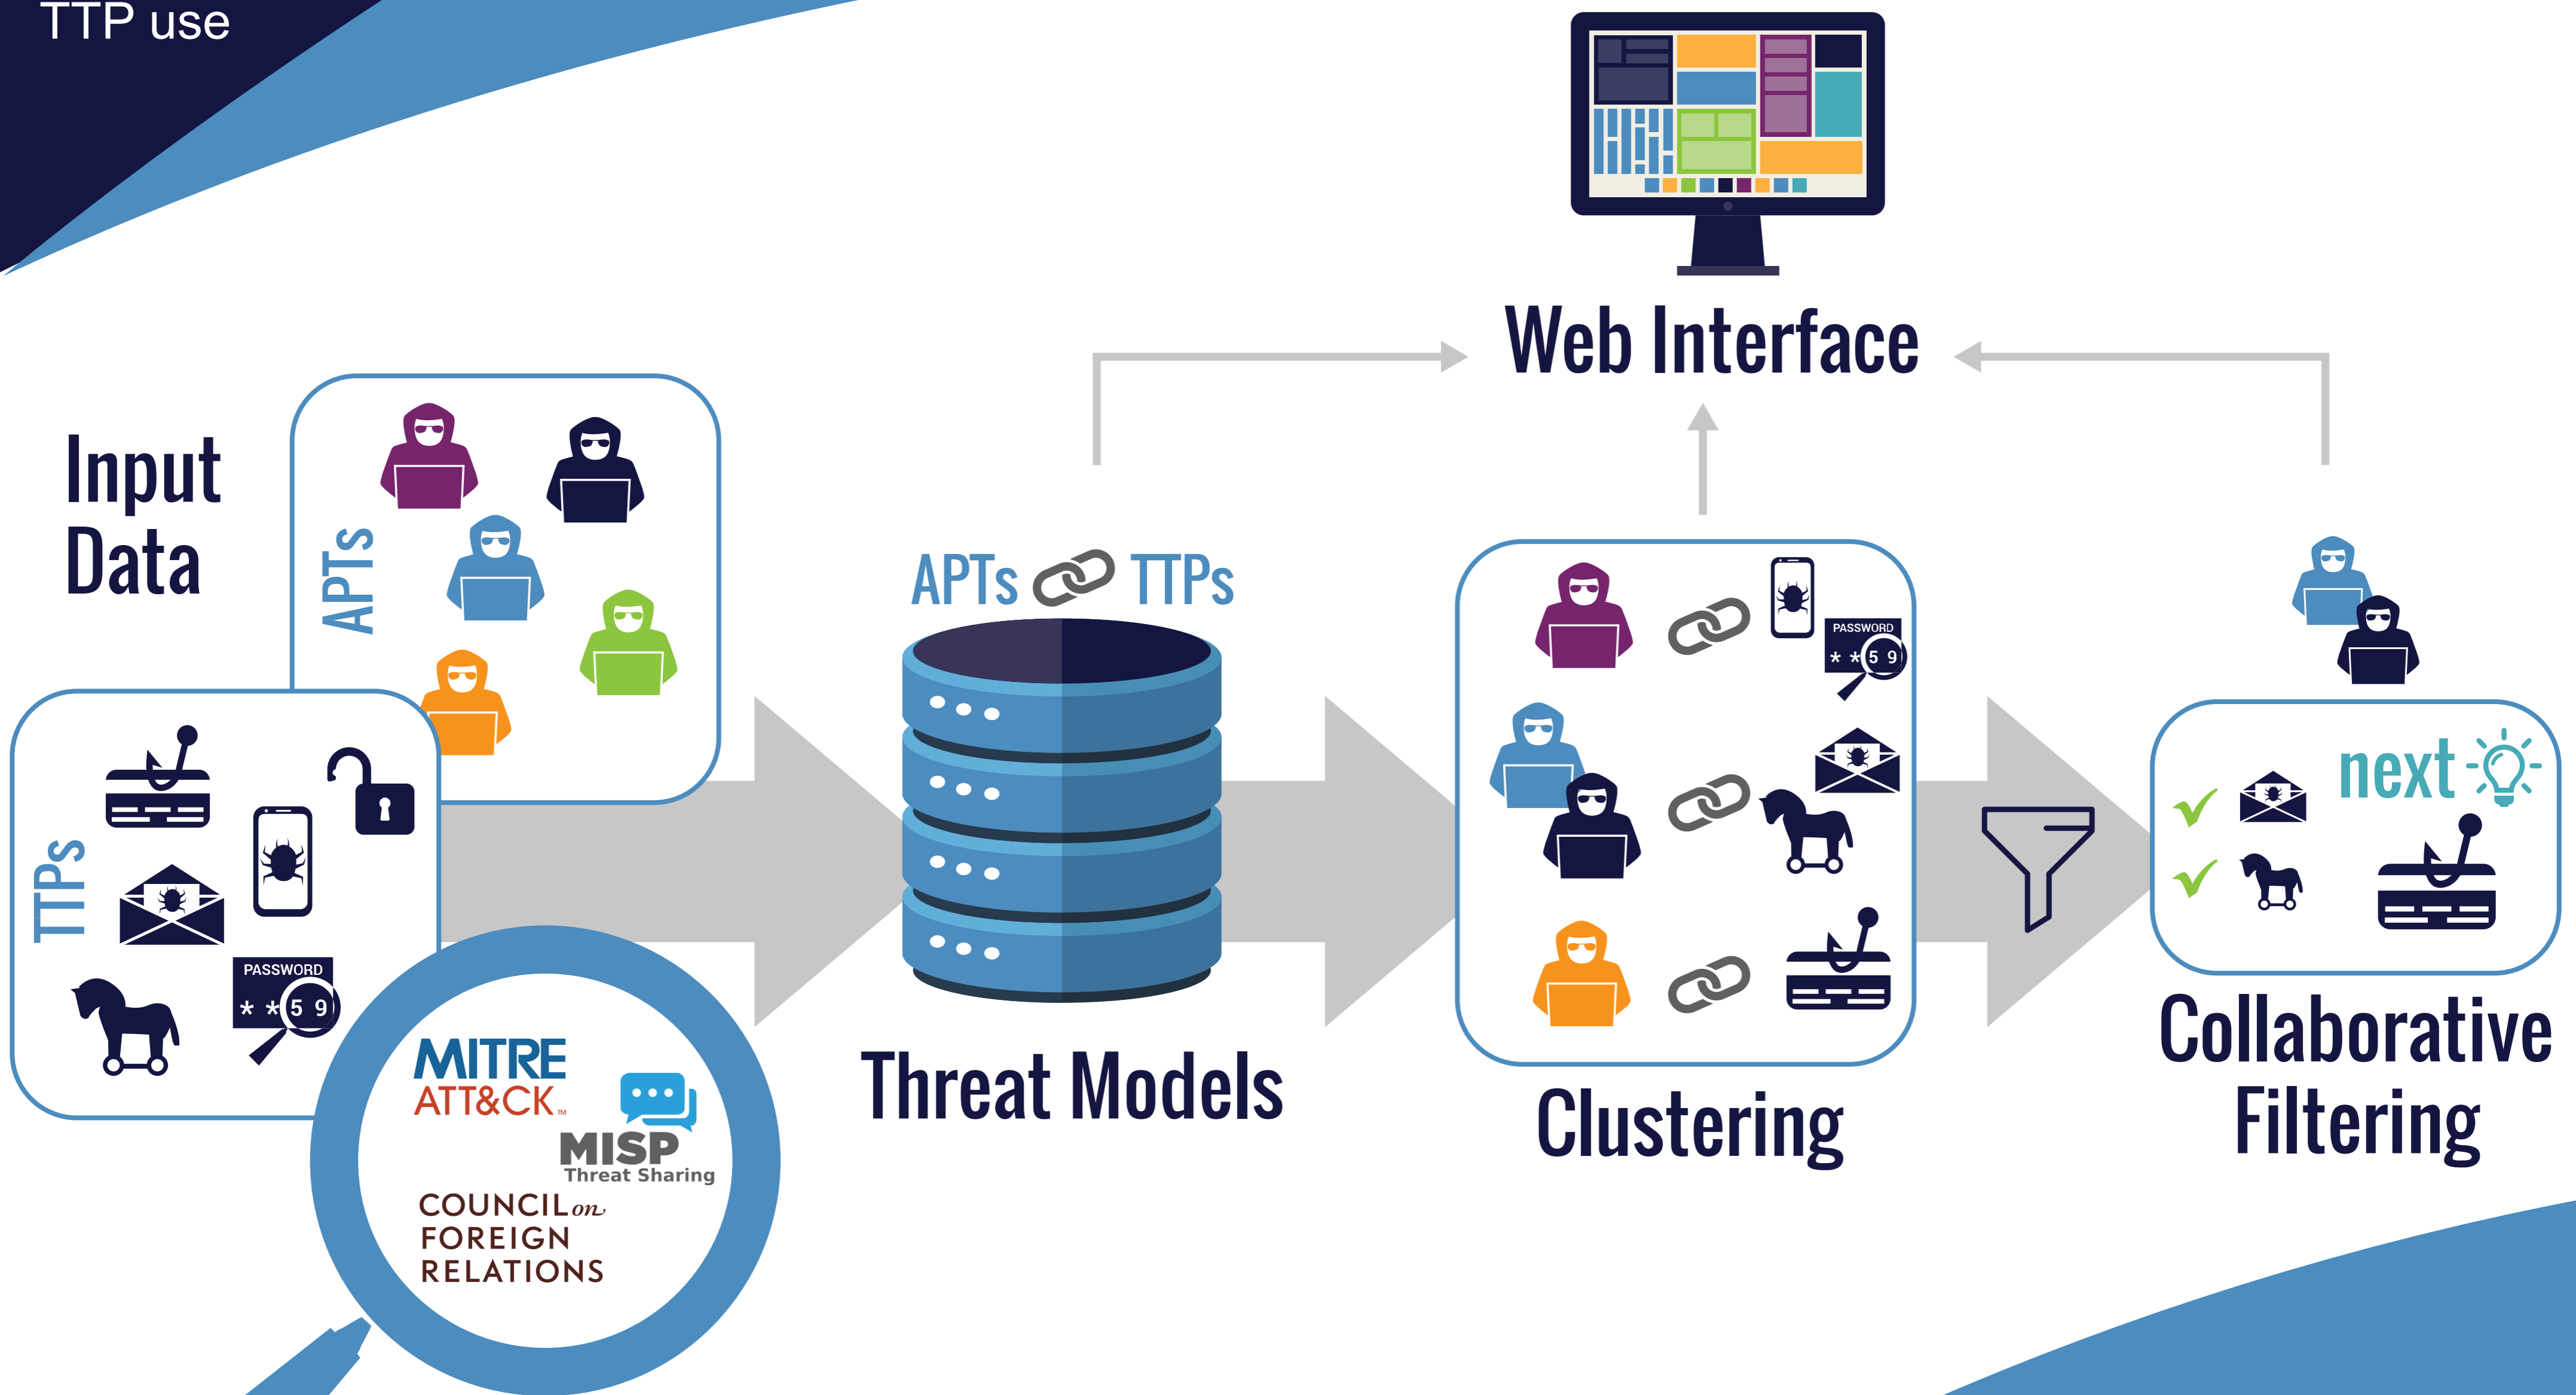 TTP use
Web Interface
Input
Data
APTs
TTPs
PASSWORD
* * 5 9
MITRE
ATT&CK™
MISP
Threat Sharing
COUNCIL on
FOREIGN
RELATIONS
APTs TTPs
Threat Models
PASSWORD
* * 5 9
Clustering
next
Collaborative
Filtering